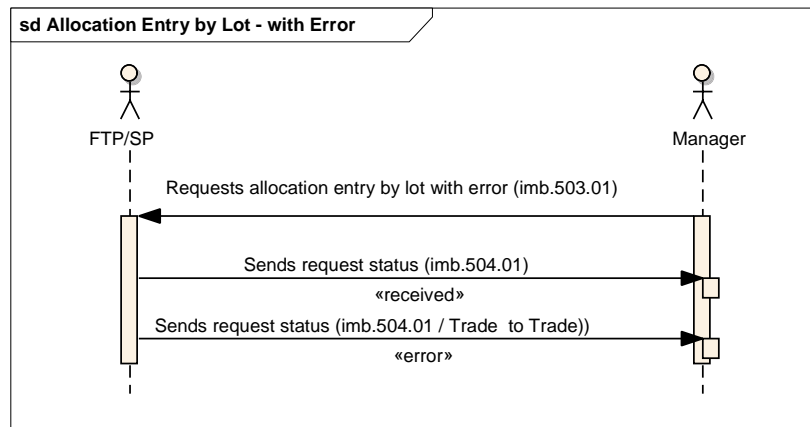 sd Allocation Entry by Lot - with Error
FTP/SP
Manager
Requests allocation entry by lot with error (imb.503.01)
Sends request status (imb.504.01)
«received»
Sends request status (imb.504.01 / Trade  to Trade))
«error»